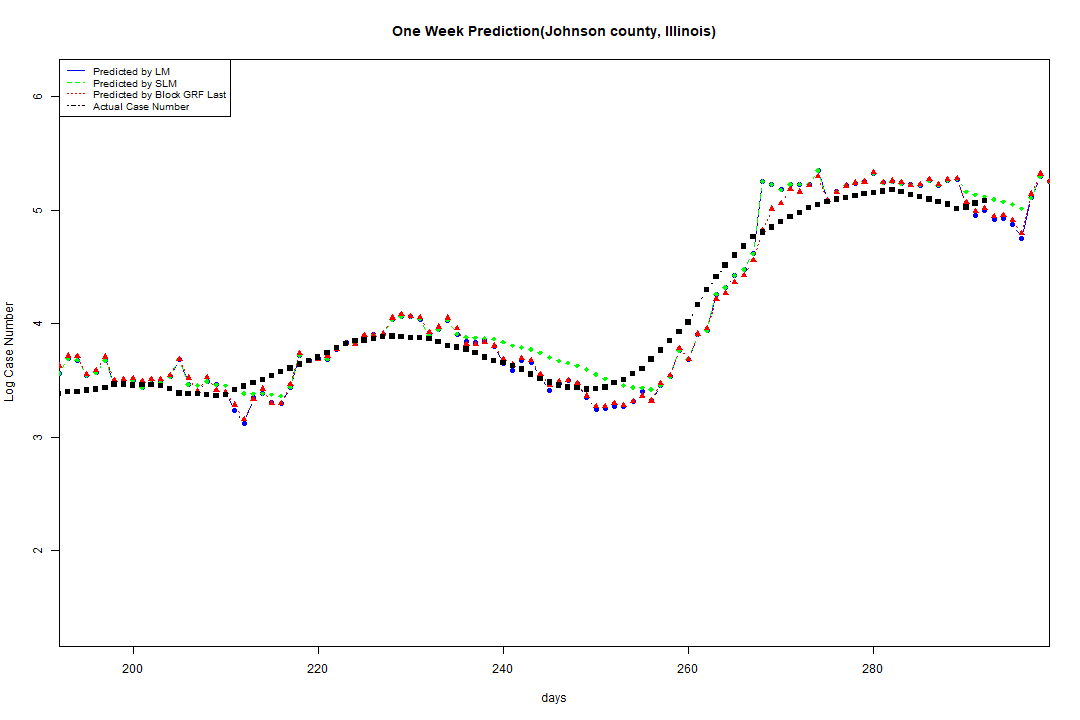 One Week Prediction(Johnson county, Illinois)
Predicted by LM
Predicted by SLM
Predicted by Block GRF Last
Actual Case Number
6
5
4
3
2
Log Case Number
200 220 240 260 280
days